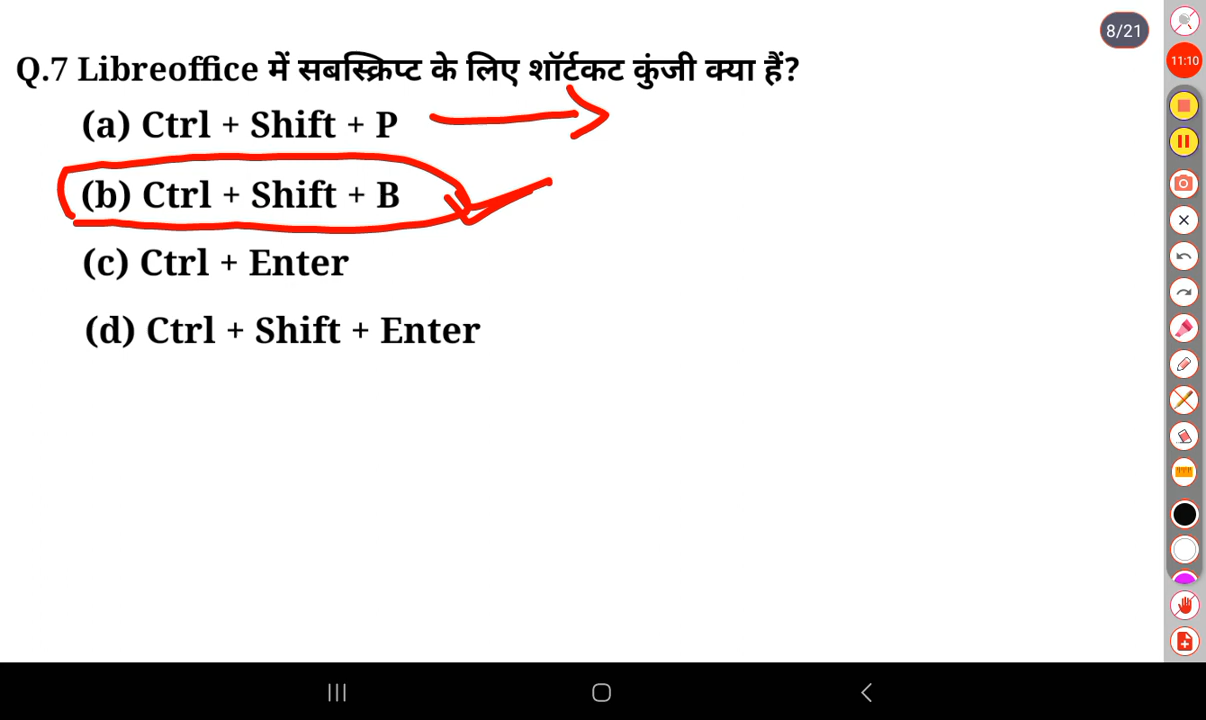 8/21
11:10
Q.7 Libreoffice में सबस्क्रिप्ट के लिए शॉर्टकट कुंजी क्या हैं?
(a) Ctrl + Shift + P
(b) Ctrl + Shift + B
(c) Ctrl + Enter
(d) Ctrl + Shift + Enter